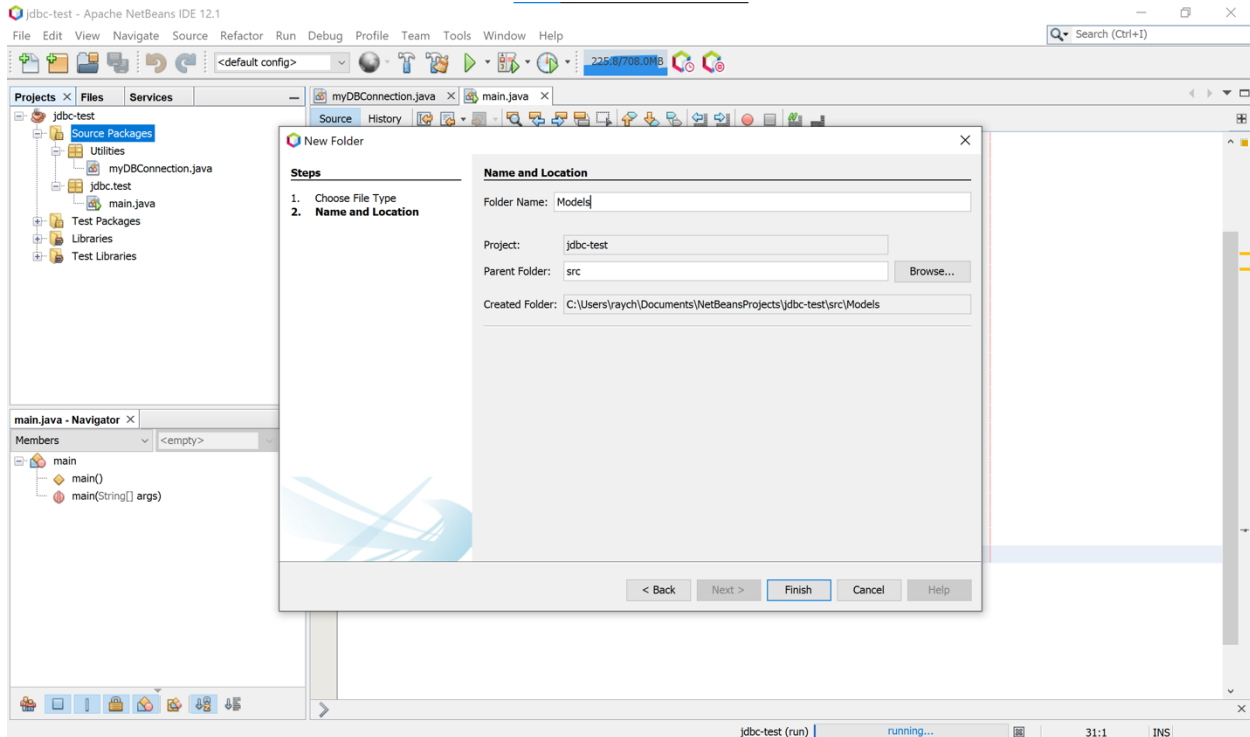 jdbc-test - Apache NetBeans IDE 12.1
File Edit View Navigate Source Refactor Run Debug Profile Team Tools Window Help
Search (Ctrl+I)
<default config>
225.8/708.0MB
Projects Files Services
myDBConnection.java main.java
Source History
jdbc-test
Source Packages
Utilities
myDBConnection.java
jdbc.test
main.java
Test Packages
Libraries
Test Libraries
New Folder
Steps
1. Choose File Type
2. Name and Location
Name and Location
Folder Name: Models
Project: jdbc-test
Parent Folder: src
Browse...
Created Folder: C:\Users\raych\Documents\NetBeansProjects\jdbc-test\src\Models
< Back Next > Finish Cancel Help
main.java - Navigator
Members <empty>
main
main()
main(String[] args)
jdbc-test (run) running... 31:1 INS